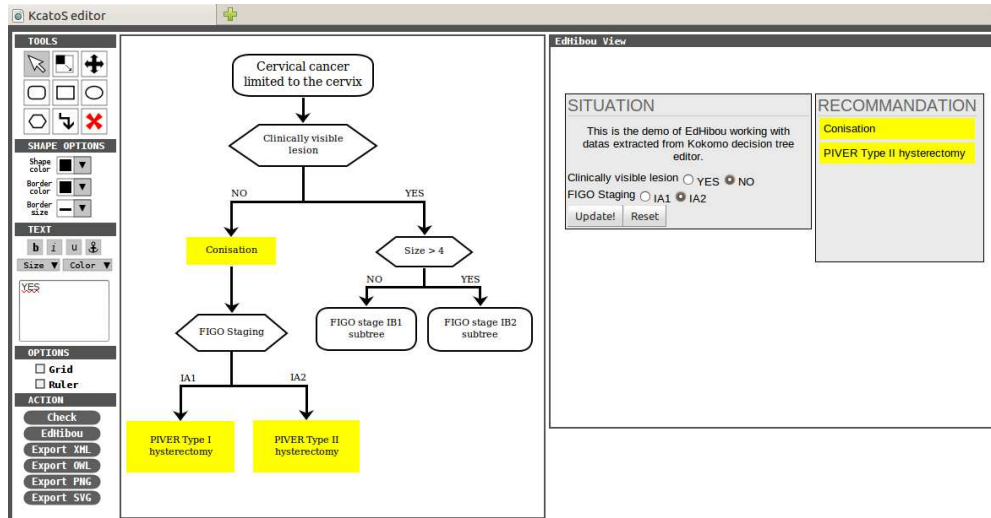 KcatoS editor
TOOLS
SHAPE OPTIONS
Shape
color
Border
color
Border
size
TEXT
b i u
Size ▼ Color ▼
YES
OPTIONS
Grid
Ruler
ACTION
Check
EdHibou
Export XML
Export OWL
Export PNG
Export SVG
Cervical cancer
limited to the cervix
Clinically visible
lesion
NO
YES
Conisation
Size > 4
NO
YES
FIGO Staging
FIGO stage IB1
subtree
FIGO stage IB2
subtree
IA1
IA2
PIVER Type I
hysterectomy
PIVER Type II
hysterectomy
EdHibou View
SITUATION
This is the demo of EdHibou working with
datas extracted from Kokomo decision tree
editor.
Clinically visible lesion YES NO
FIGO Staging IA1 IA2
Update! Reset
RECOMMANDATION
Conisation
PIVER Type II hysterectomy